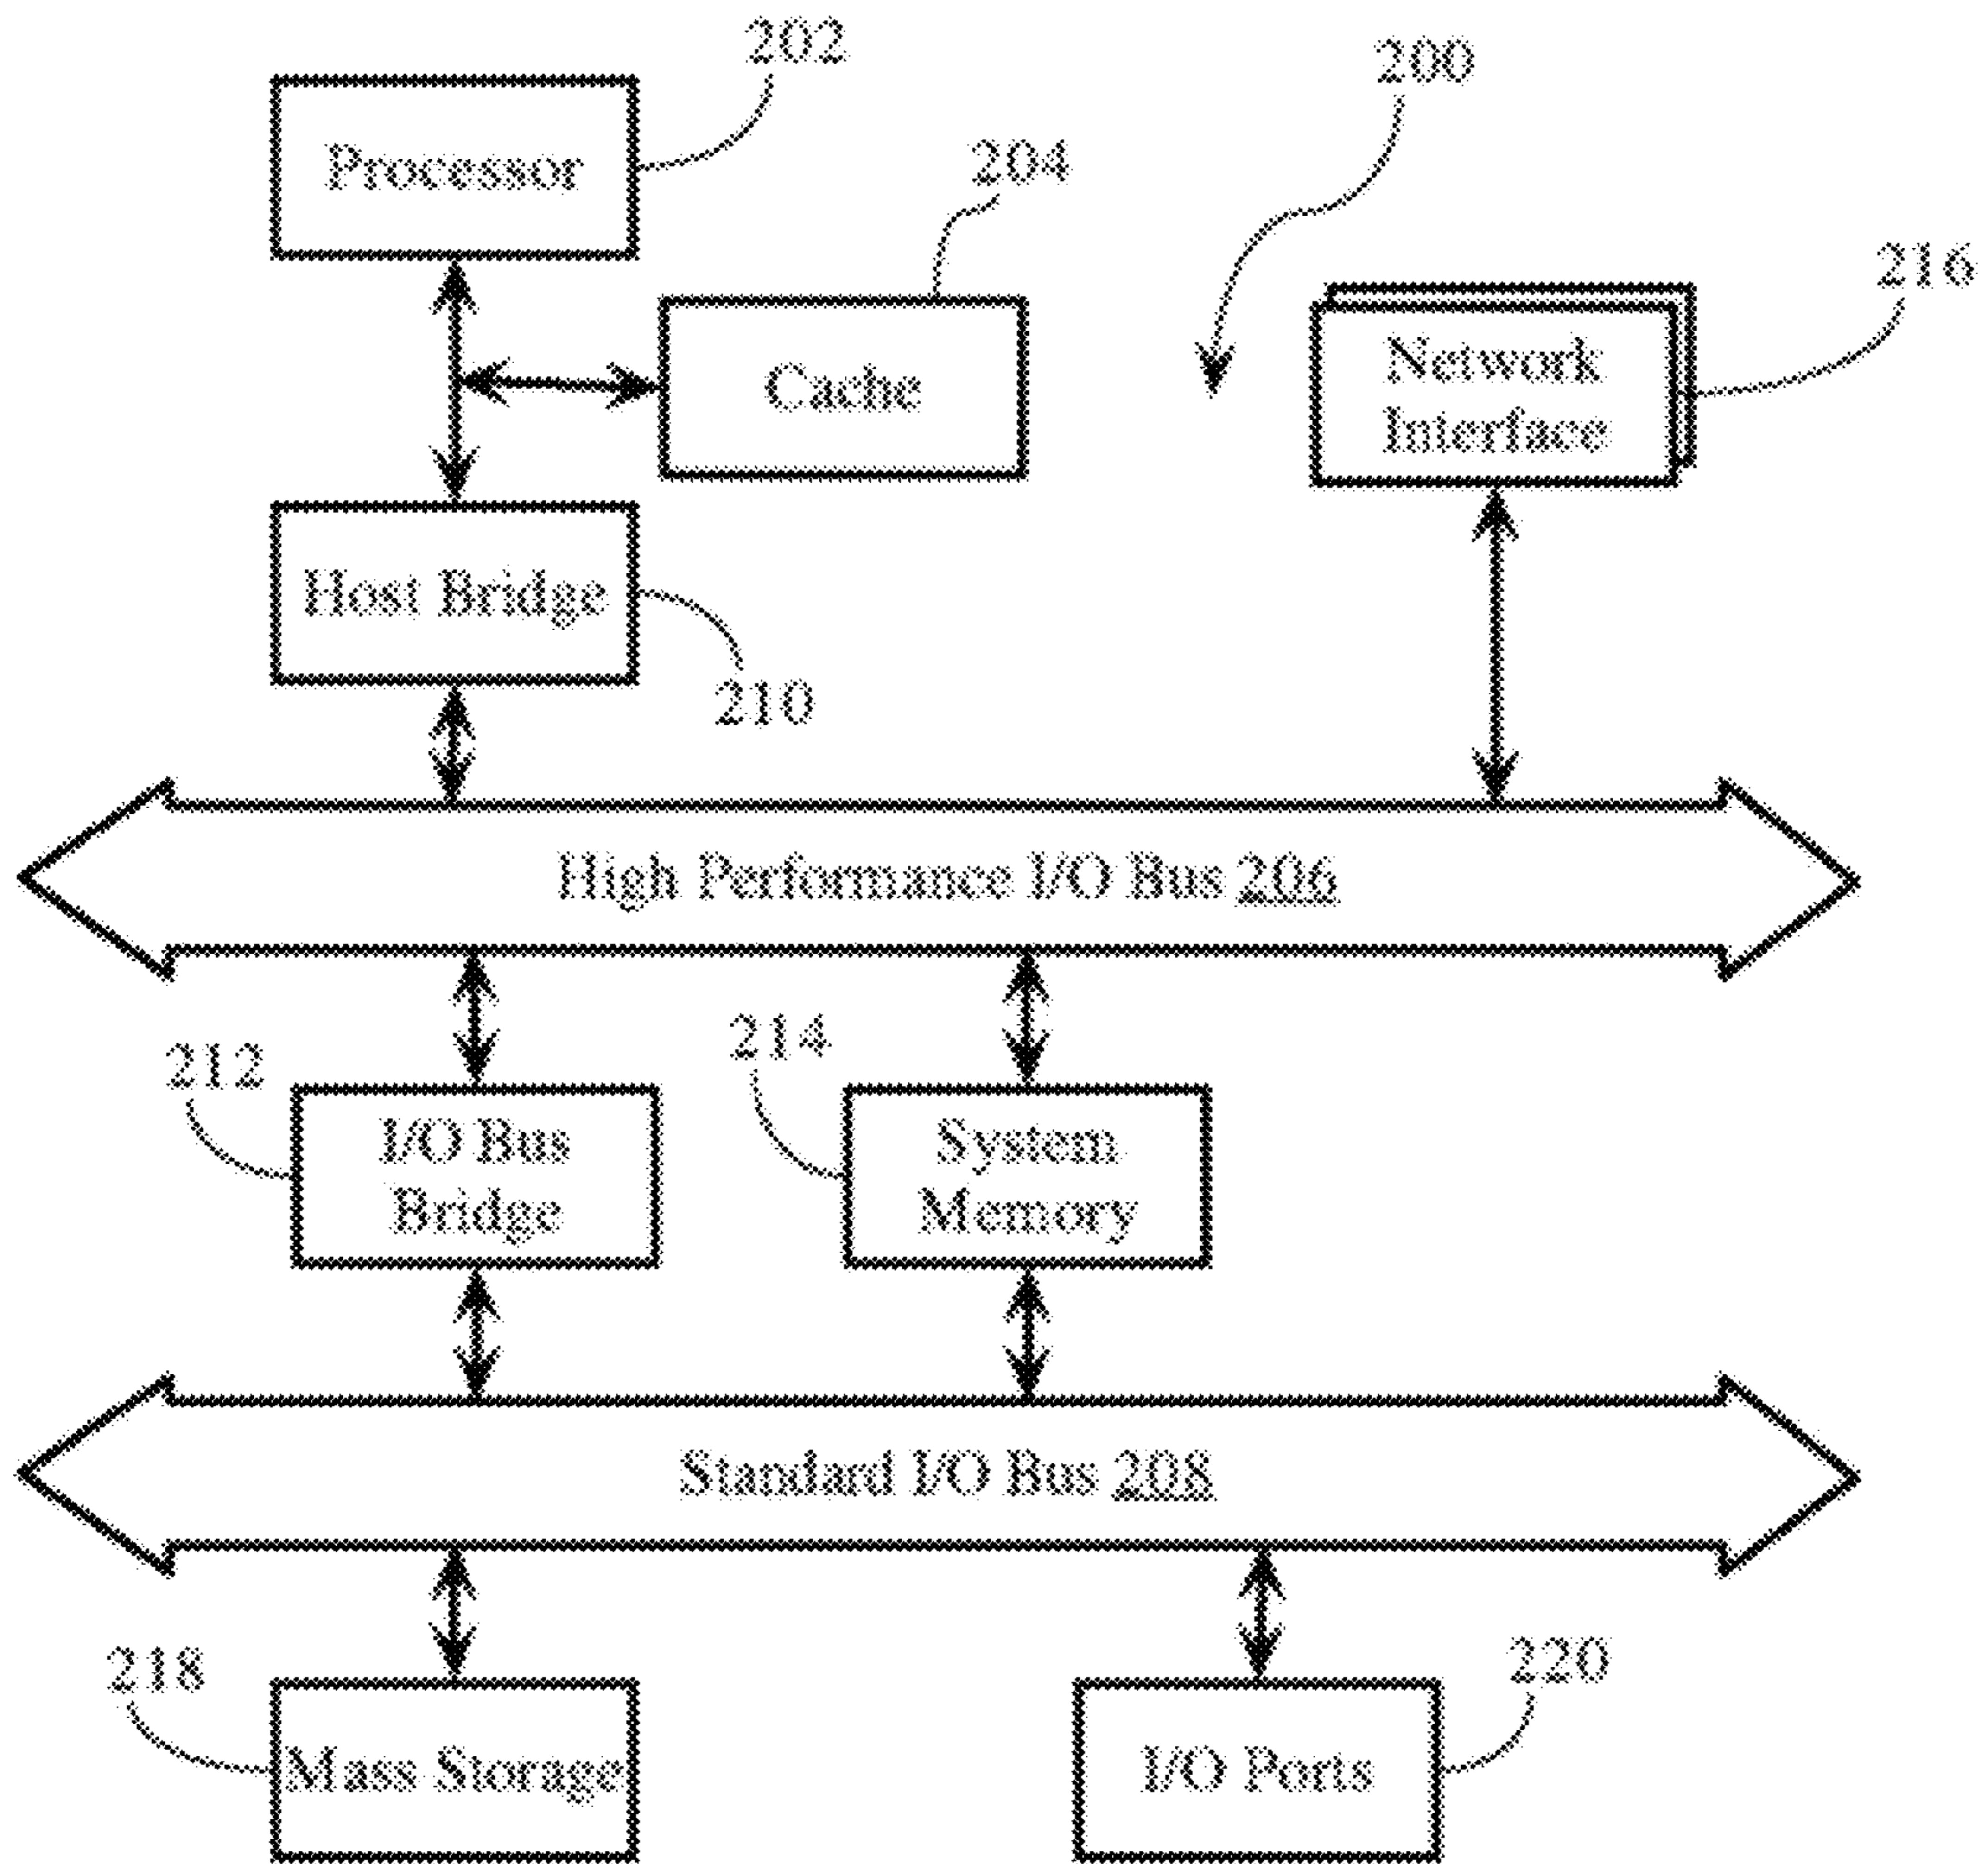 202
200
Processor
204
216
Cache
Network
Interface
Host Bridge
210
High Performance I/O Bus 206
212
214
I/O Bus
Bridge
System
Memory
Standard I/O Bus 208
218
220
Mass Storage
I/O Ports